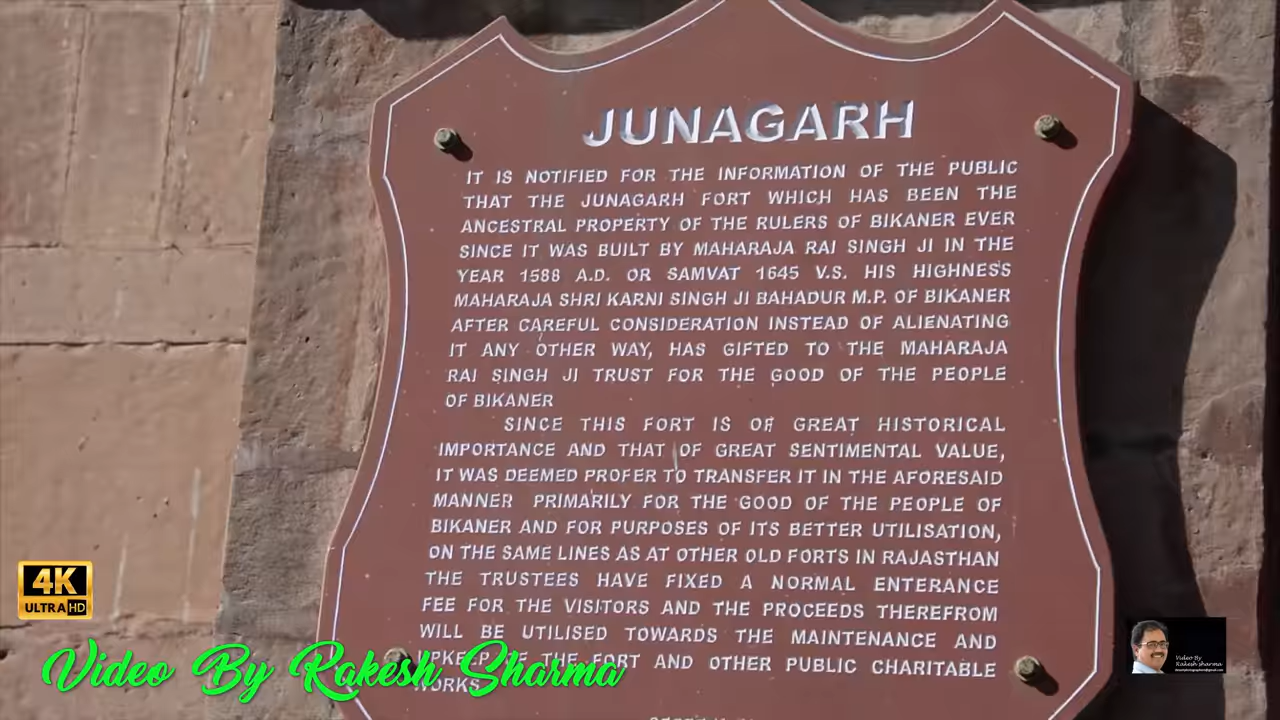 JUNAGARH
IT IS NOTIFIED FOR THE INFORMATION OF THE PUBLIC
THAT THE JUNAGARH FORT WHICH HAS BEEN THE
ANCESTRAL PROPERTY OF THE RULERS OF BIKANER EVER
SINCE IT WAS BUILT BY MAHARAJA RAI SINGH JI IN THE
YEAR 1588 A.D. OR SAMVAT 1645 V.S. HIS HIGHNESS
MAHARAJA SHRI KARNI SINGH JI BAHADUR M.P. OF BIKANER
AFTER CAREFUL CONSIDERATION INSTEAD OF ALIENATING
IT ANY OTHER WAY, HAS GIFTED TO THE MAHARAJA
RAI SINGH JI TRUST FOR THE GOOD OF THE PEOPLE
OF BIKANER
SINCE THIS FORT IS OF GREAT HISTORICAL
IMPORTANCE AND THAT OF GREAT SENTIMENTAL VALUE,
IT WAS DEEMED PROFER TO TRANSFER IT IN THE AFORESAID
MANNER PRIMARILY FOR THE GOOD OF THE PEOPLE OF
BIKANER AND FOR PURPOSES OF ITS BETTER UTILISATION,
ON THE SAME LINES AS AT OTHER OLD FORTS IN RAJASTHAN
THE TRUSTEES HAVE FIXED A NORMAL ENTERANCE
FEE FOR THE VISITORS AND THE PROCEEDS THEREFROM
WILL BE UTILISED TOWARDS THE MAINTENANCE AND
UPKEEP OF THE FORT AND OTHER PUBLIC CHARITABLE
WORKS
4K
ULTRA HD
Video By Rakesh Sharma
Video By
Rakesh sharma